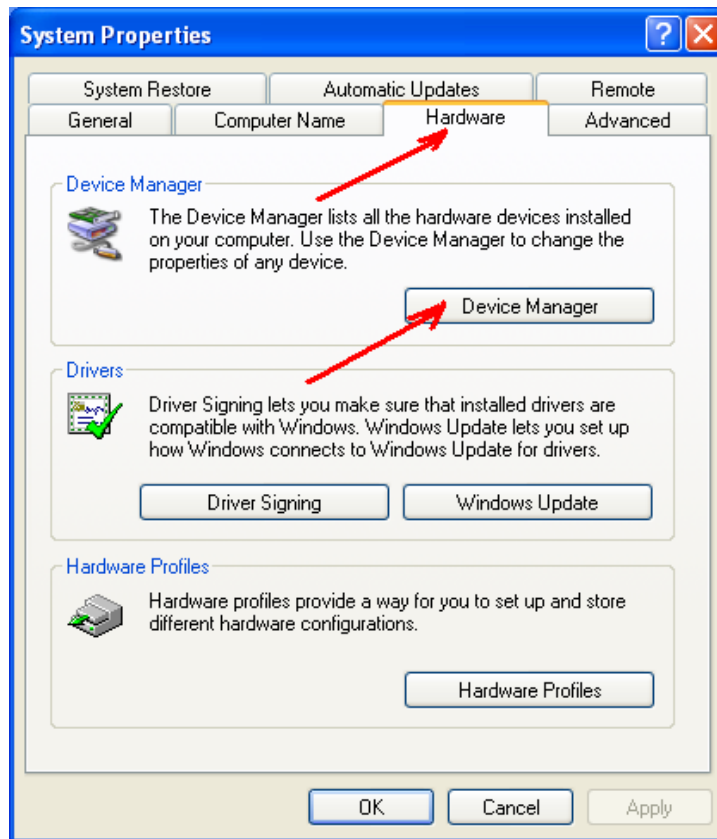 System Properties
System Restore
Automatic Updates
Remote
General
Computer Name
Hardware
Advanced
Device Manager
The Device Manager lists all the hardware devices installed
on your computer. Use the Device Manager to change the
properties of any device.
Device Manager
Drivers
Driver Signing lets you make sure that installed drivers are
compatible with Windows. Windows Update lets you set up
how Windows connects to Windows Update for drivers.
Driver Signing
Windows Update
Hardware Profiles
Hardware profiles provide a way for you to set up and store
different hardware configurations.
Hardware Profiles
OK
Cancel
Apply